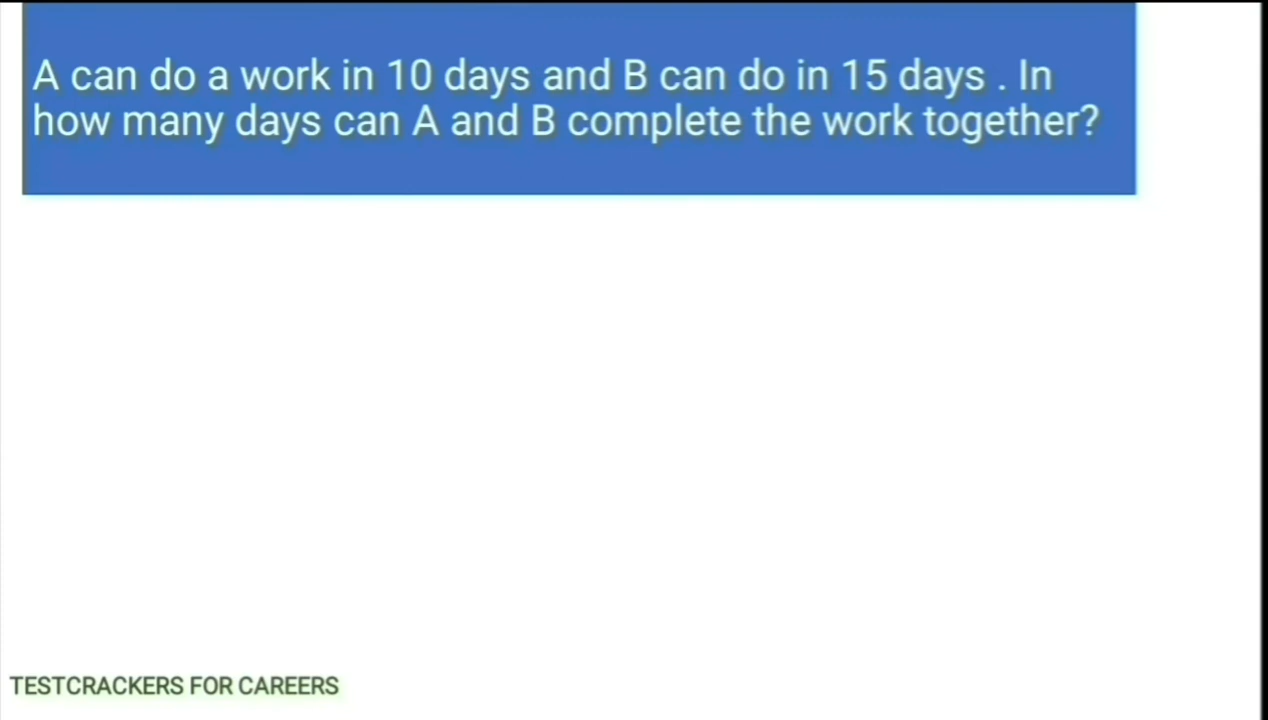 A can do a work in 10 days and B can do in 15 days . In
how many days can A and B complete the work together?
TESTCRACKERS FOR CAREERS